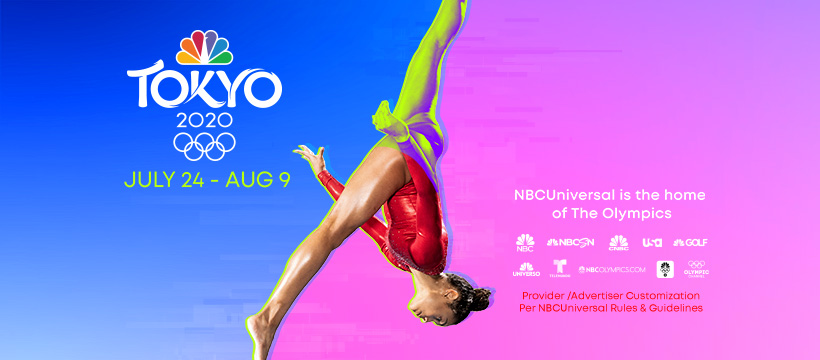 TOKYO
2020
JULY 24 - AUG 9
NBCUniversal is the home
of The Olympics
NBC NBCSN CNBC USA GOLF
UNIVERSO TELEMUNDO NBCOLYMPICS.COM OLYMPIC CHANNEL
Provider /Advertiser Customization
Per NBCUniversal Rules & Guidelines